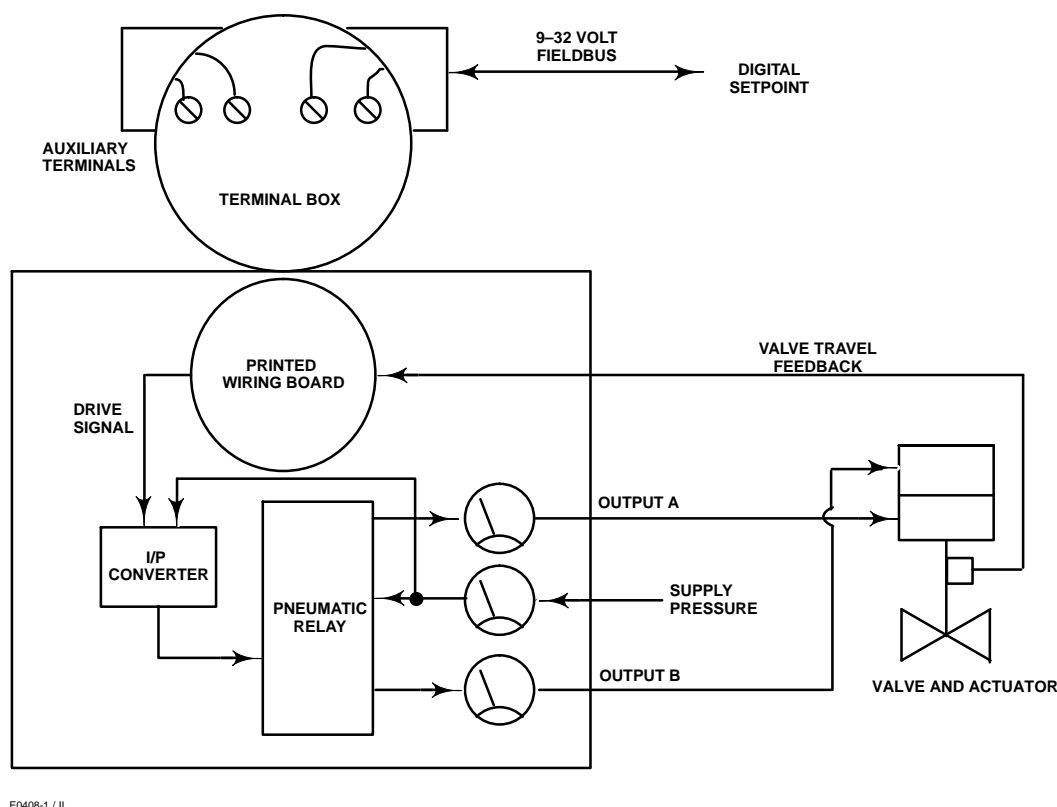 9–32 VOLT
FIELDBUS
DIGITAL
SETPOINT
AUXILIARY
TERMINALS
TERMINAL BOX
PRINTED
WIRING BOARD
VALVE TRAVEL
FEEDBACK
DRIVE
SIGNAL
OUTPUT A
I/P
CONVERTER
PNEUMATIC
RELAY
SUPPLY
PRESSURE
OUTPUT B
VALVE AND ACTUATOR
E0408-1 / IL